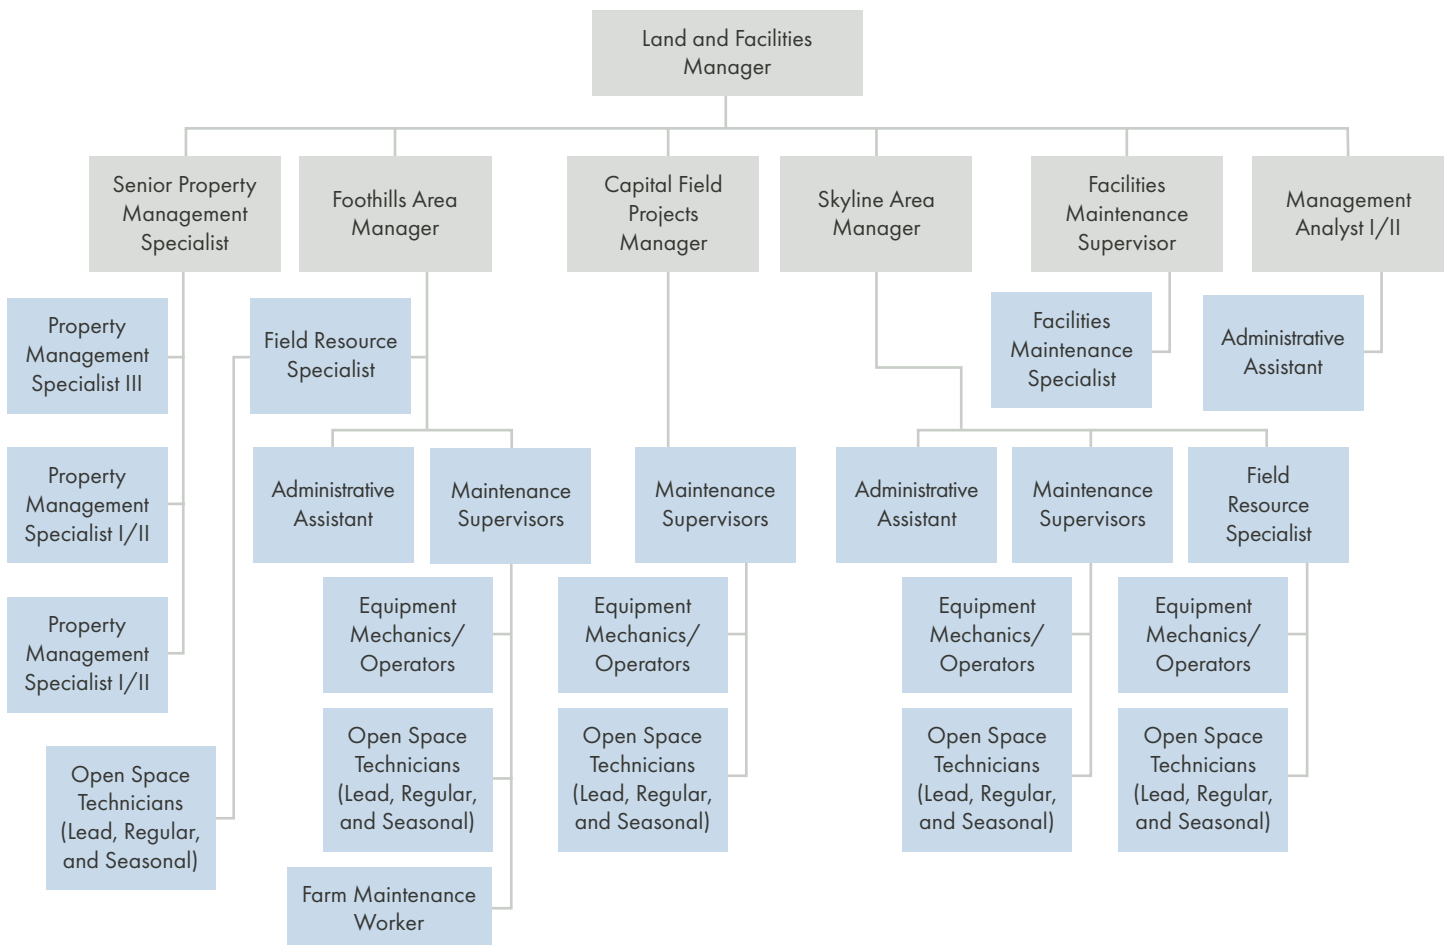 Land and Facilities
Manager
Senior Property
Management
Specialist
Foothills Area
Manager
Capital Field
Projects
Manager
Skyline Area
Manager
Facilities
Maintenance
Supervisor
Management
Analyst I/II
Property
Management
Specialist III
Field Resource
Specialist
Facilities
Maintenance
Specialist
Administrative
Assistant
Property
Management
Specialist I/II
Administrative
Assistant
Maintenance
Supervisors
Maintenance
Supervisors
Administrative
Assistant
Maintenance
Supervisors
Field
Resource
Specialist
Property
Management
Specialist I/II
Equipment
Mechanics/
Operators
Equipment
Mechanics/
Operators
Equipment
Mechanics/
Operators
Equipment
Mechanics/
Operators
Open Space
Technicians
(Lead, Regular,
and Seasonal)
Open Space
Technicians
(Lead, Regular,
and Seasonal)
Open Space
Technicians
(Lead, Regular,
and Seasonal)
Open Space
Technicians
(Lead, Regular,
and Seasonal)
Open Space
Technicians
(Lead, Regular,
and Seasonal)
Farm Maintenance
Worker